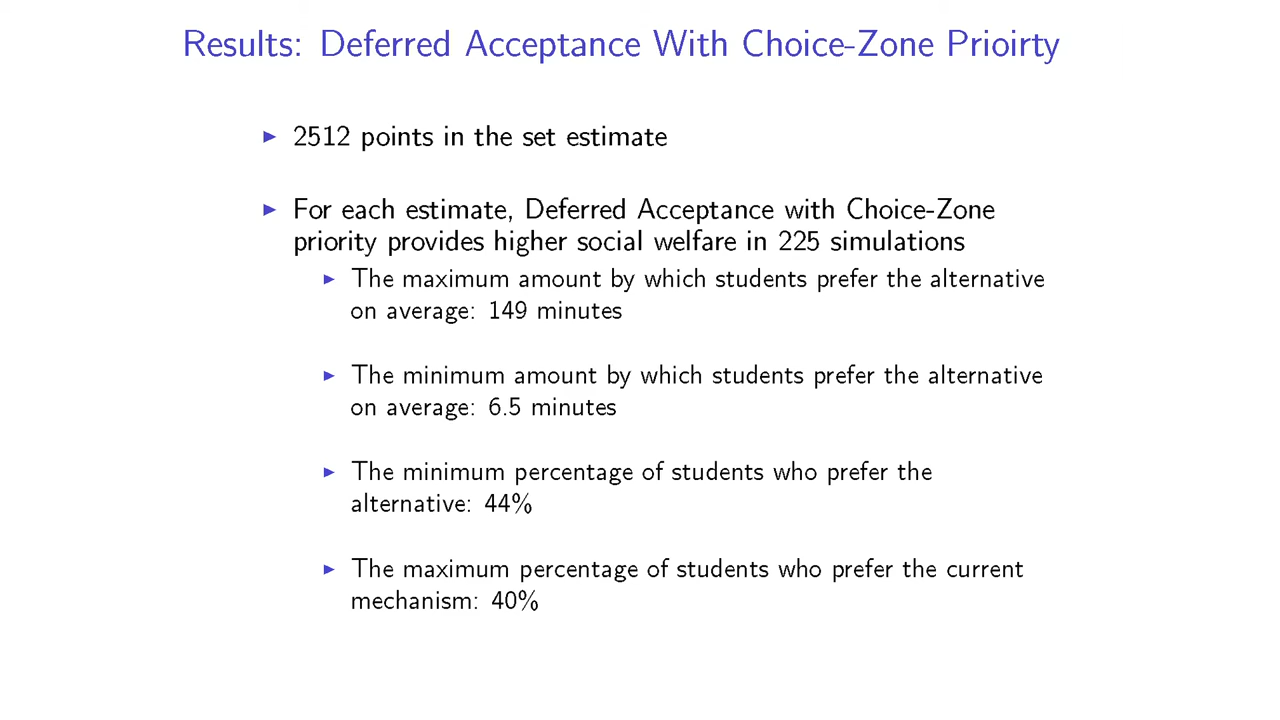 Results: Deferred Acceptance With Choice-Zone Prioirty
▶ 2512 points in the set estimate
▶ For each estimate, Deferred Acceptance with Choice-Zone
priority provides higher social welfare in 225 simulations
▶ The maximum amount by which students prefer the alternative
on average: 149 minutes
▶ The minimum amount by which students prefer the alternative
on average: 6.5 minutes
▶ The minimum percentage of students who prefer the
alternative: 44%
▶ The maximum percentage of students who prefer the current
mechanism: 40%